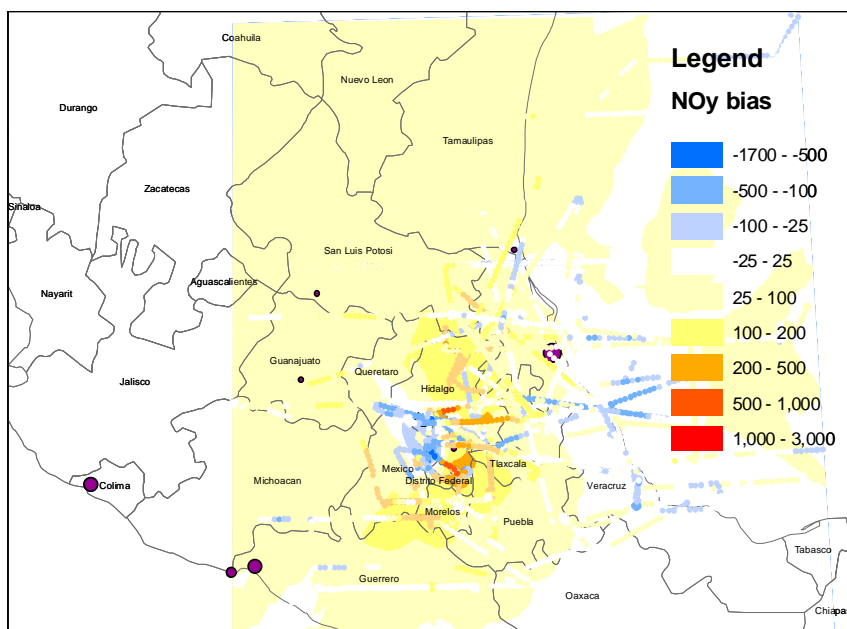 Coahuila
Legend
Nuevo Leon
NOy bias
Durango
Tamaulipas
-1700 - -500
Zacatecas
-500 - -100
Sinaloa
-100 - -25
San Luis Potosi
-25 - 25
Aguascalientes
Nayarit
25 - 100
100 - 200
Guanajuato
Queretaro
200 - 500
Jalisco
Hidalgo
500 - 1,000
1,000 - 3,000
Mexico
Tlaxcala
Michoacan
Distrito Federal
Veracruz
Colima
Morelos
Puebla
Tabasco
Guerrero
Oaxaca
Chiapas